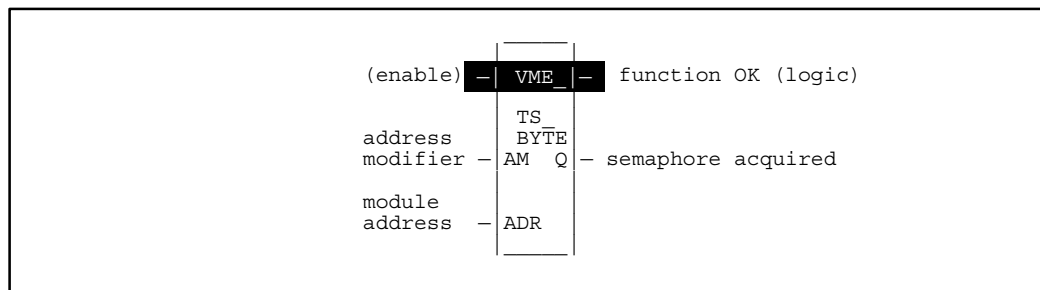 (enable) VME_ function OK (logic)
TS_
address BYTE
modifier AM Q semaphore acquired
module
address ADR